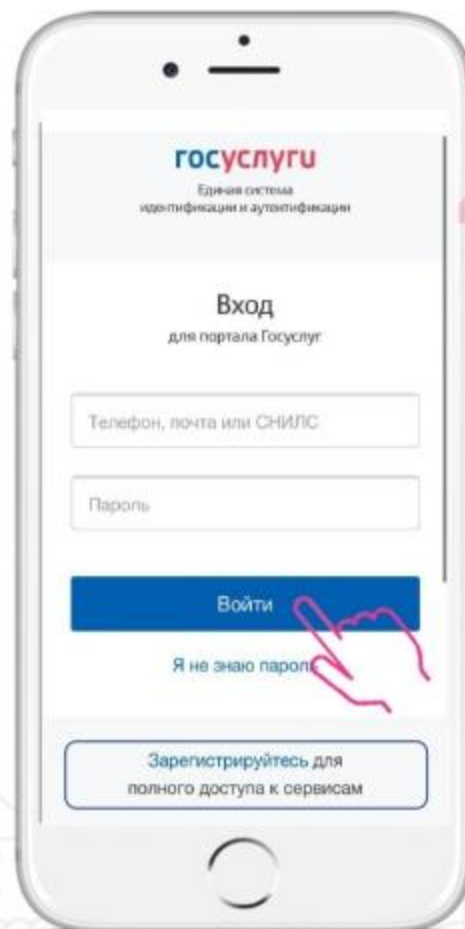 госуслуги
Единая система
идентификации и аутентификации
Вход
для портала Госуслуг
Телефон, почта или СНИЛС
Пароль
Войти
Я не знаю пароль
Зарегистрируйтесь для
полного доступа к сервисам